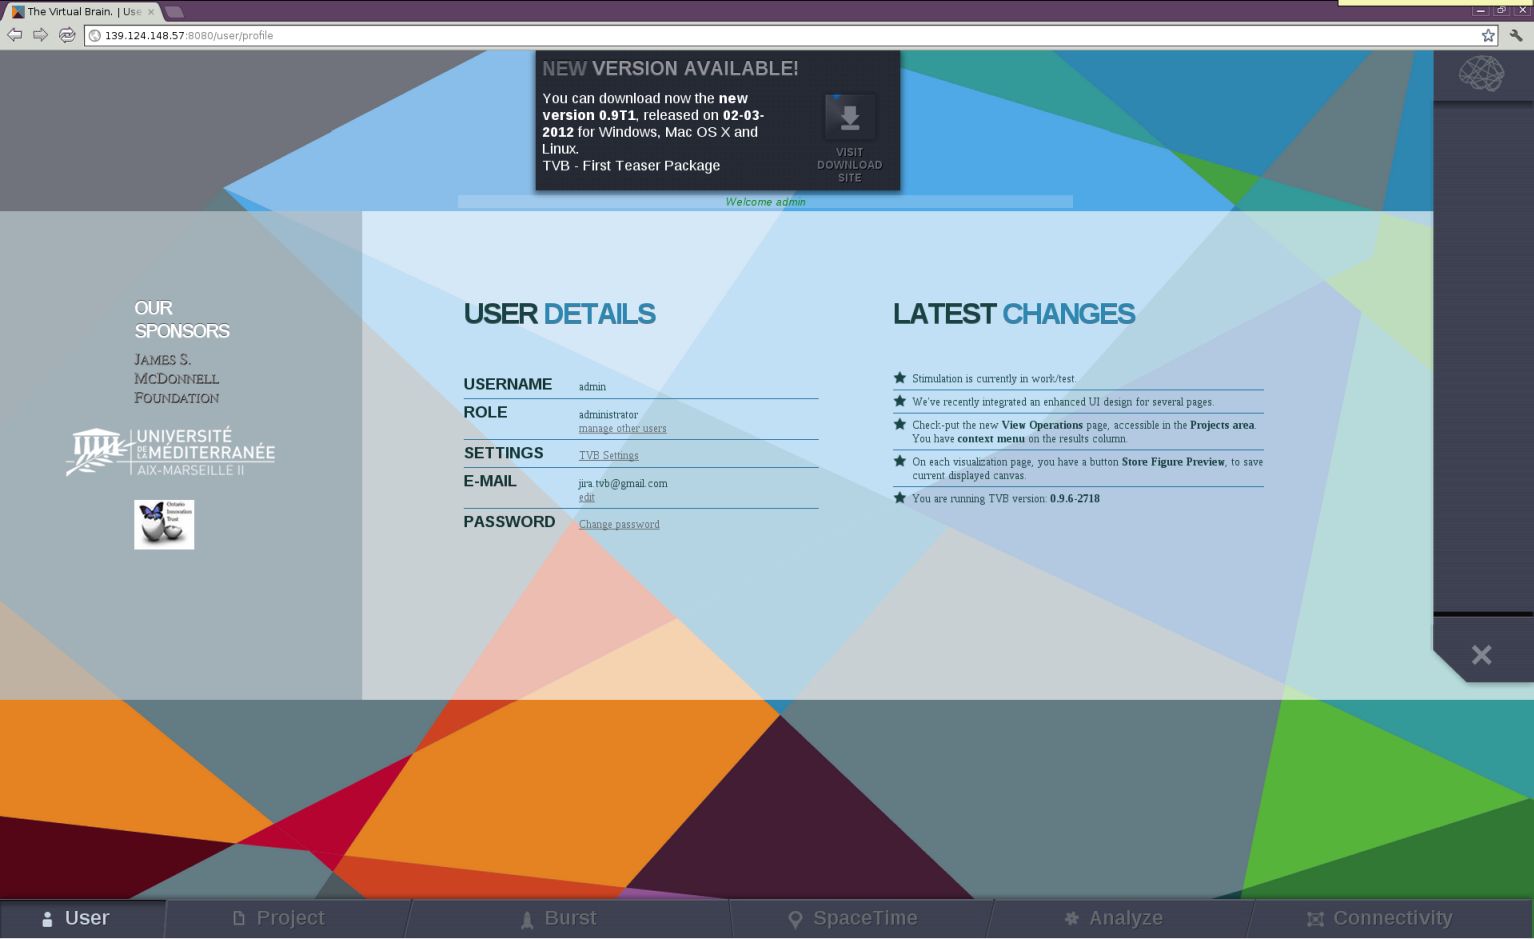 The Virtual Brain. | Use
139.124.148.57:8080/user/profile
NEW VERSION AVAILABLE!
You can download now the new
version 0.9T1, released on 02-03-
2012 for Windows, Mac OS X and
Linux.
TVB - First Teaser Package
VISIT
DOWNLOAD
SITE
Welcome admin
OUR
SPONSORS
JAMES S.
MCDONNELL
FOUNDATION
UNIVERSITÉ
DE LA MÉDITERRANÉE
AIX-MARSEILLE II
Ontario
Innovation
Trust
USER DETAILS
USERNAME admin
ROLE administrator
manage other users
SETTINGS TVB Settings
E-MAIL jira.tvb@gmail.com
edit
PASSWORD Change password
LATEST CHANGES
Stimulation is currently in work/test.
We've recently integrated an enhanced UI design for several pages.
Check-put the new View Operations page, accessible in the Projects area.
You have context menu on the results column.
On each visualization page, you have a button Store Figure Preview, to save
current displayed canvas.
You are running TVB version: 0.9.6-2718
User Project Burst SpaceTime Analyze Connectivity